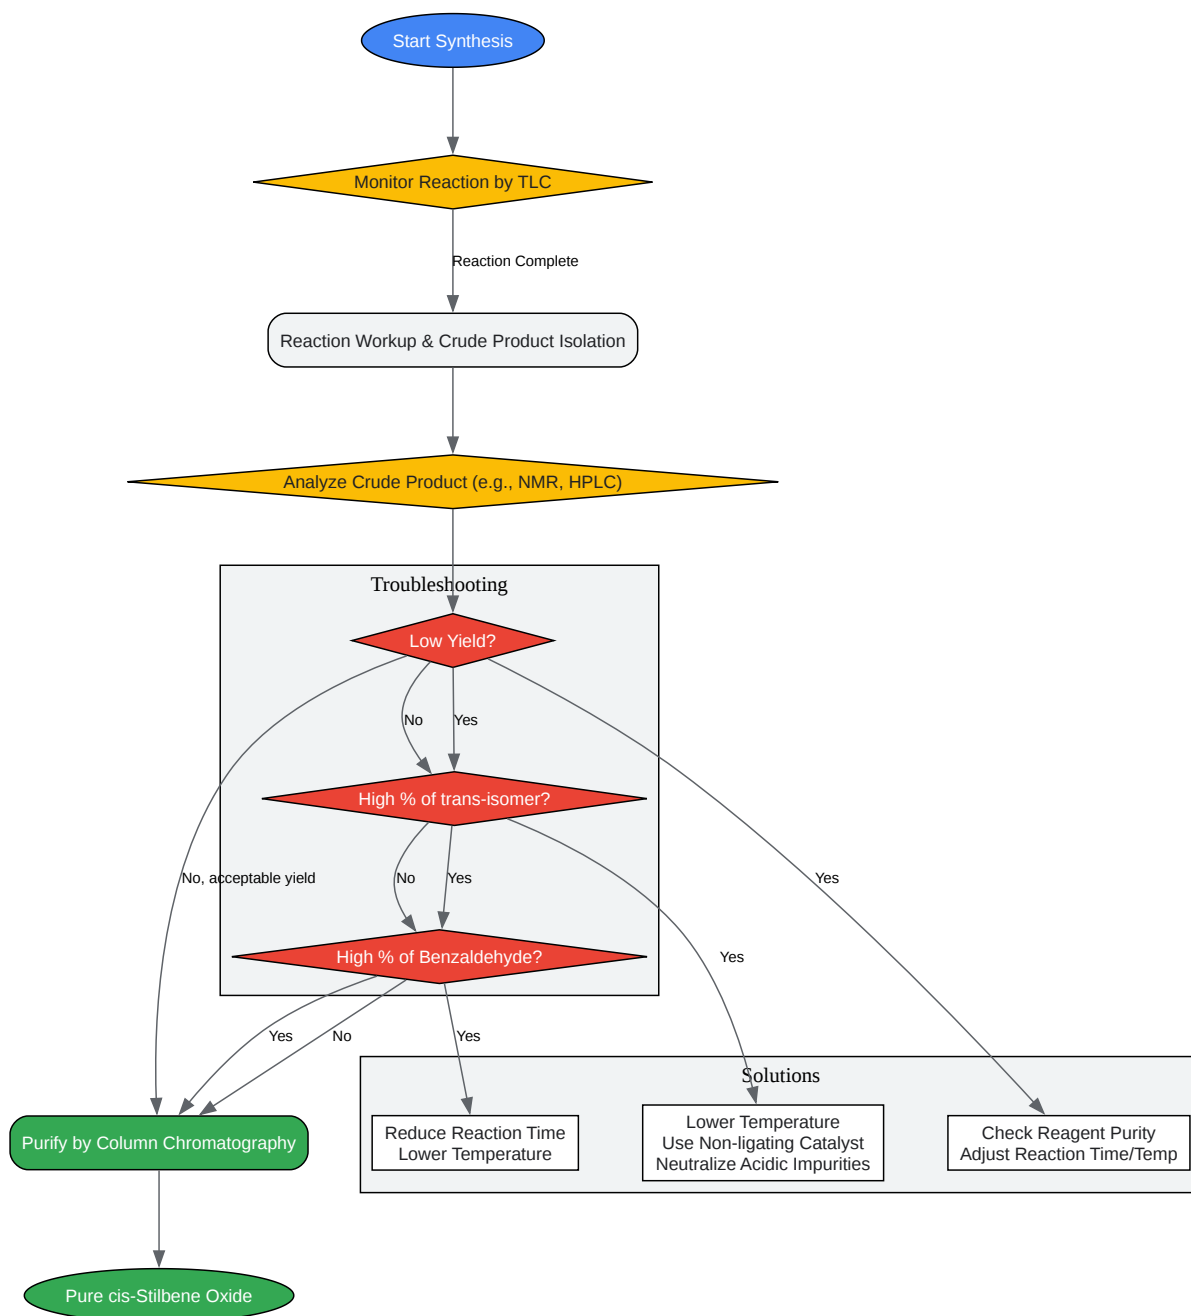 Start Synthesis
Monitor Reaction by TLC
Reaction Complete
Reaction Workup & Crude Product Isolation
Analyze Crude Product (e.g., NMR, HPLC)
Troubleshooting
Low Yield?
No
Yes
High % of trans-isomer?
No, acceptable yield
No
Yes
Yes
High % of Benzaldehyde?
Yes
Yes
No
Yes
Solutions
Purify by Column Chromatography
Reduce Reaction Time
Lower Temperature
Lower Temperature
Use Non-ligating Catalyst
Neutralize Acidic Impurities
Check Reagent Purity
Adjust Reaction Time/Temp
Pure cis-Stilbene Oxide